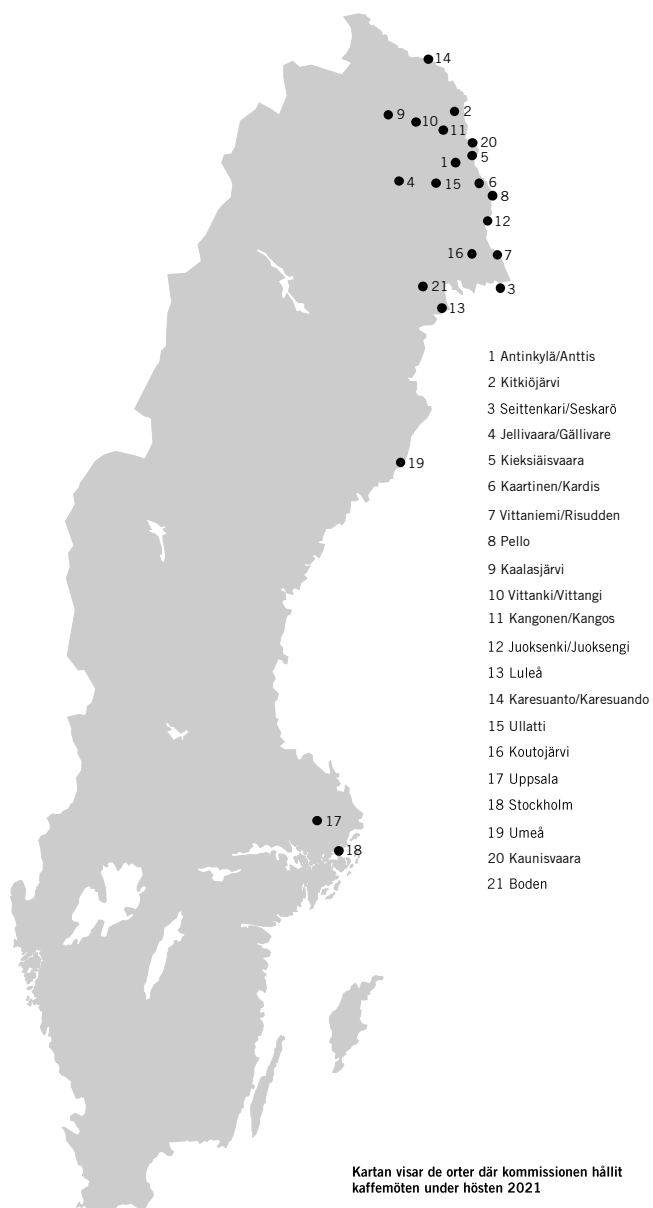 14
9
2
10
11
20
5
1
4
15
6
8
12
16
7
21
3
13
1 Antinkylä/Anttis
2 Kitkiöjärvi
3 Seittenkari/Seskarö
4 Jellivaara/Gällivare
19
5 Kieksiäisvaara
6 Kaartinen/Kardis
7 Vittaniemi/Risudden
8 Pello
9 Kaalasjärvi
10 Vittanki/Vittangi
11 Kangonen/Kangos
12 Juoksenki/Juoksengi
13 Luleå
14 Karesuanto/Karesuando
15 Ullatti
16 Koutojärvi
17 Uppsala
18 Stockholm
17
19 Umeå
18
20 Kaunisvaara
21 Boden
Kartan visar de orter där kommissionen hållit
kaffemöten under hösten 2021